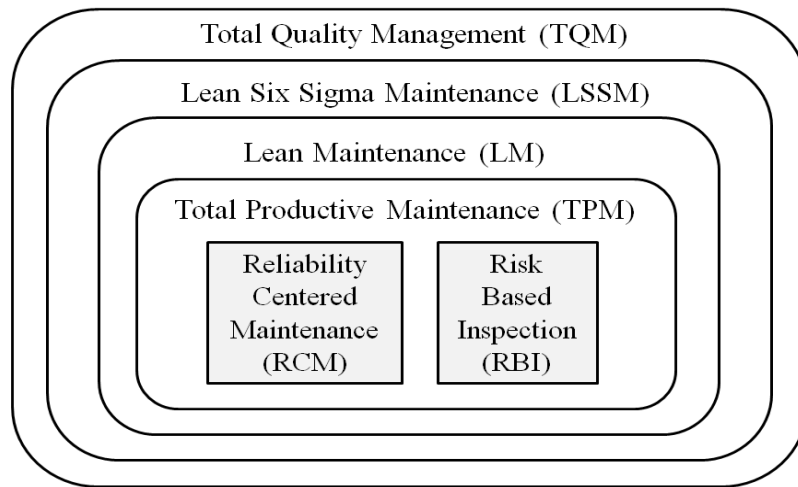 Total Quality Management (TQM)
Lean Six Sigma Maintenance (LSSM)
Lean Maintenance (LM)
Total Productive Maintenance (TPM)
Reliability
Centered
Maintenance
(RCM)
Risk
Based
Inspection
(RBI)